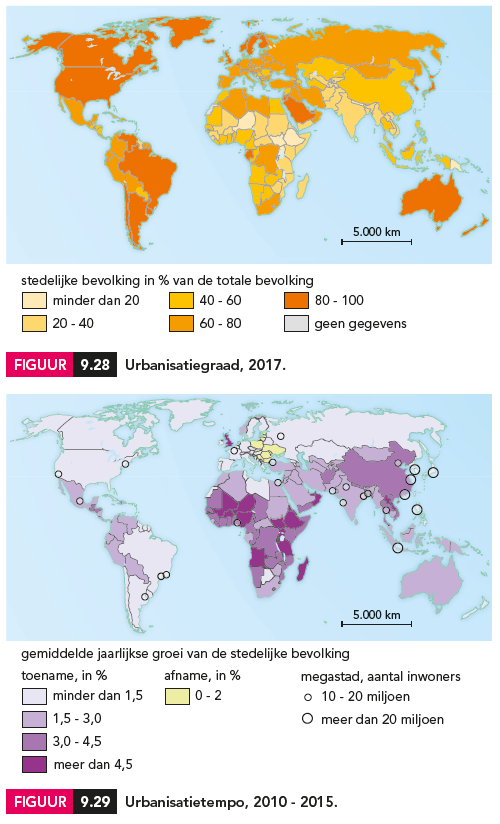 5.000 km
stedelijke bevolking in % van de totale bevolking
minder dan 20
40 - 60
80 - 100
20 - 40
60 - 80
geen gegevens
FIGUUR 9.28 Urbanisatiegraad, 2017.
5.000 km
gemiddelde jaarlijkse groei van de stedelijke bevolking
toename, in %
afname, in %
megastad, aantal inwoners
minder dan 1,5
0 - 2
10 - 20 miljoen
1,5 - 3,0
meer dan 20 miljoen
3,0 - 4,5
meer dan 4,5
FIGUUR 9.29 Urbanisatietempo, 2010 - 2015.